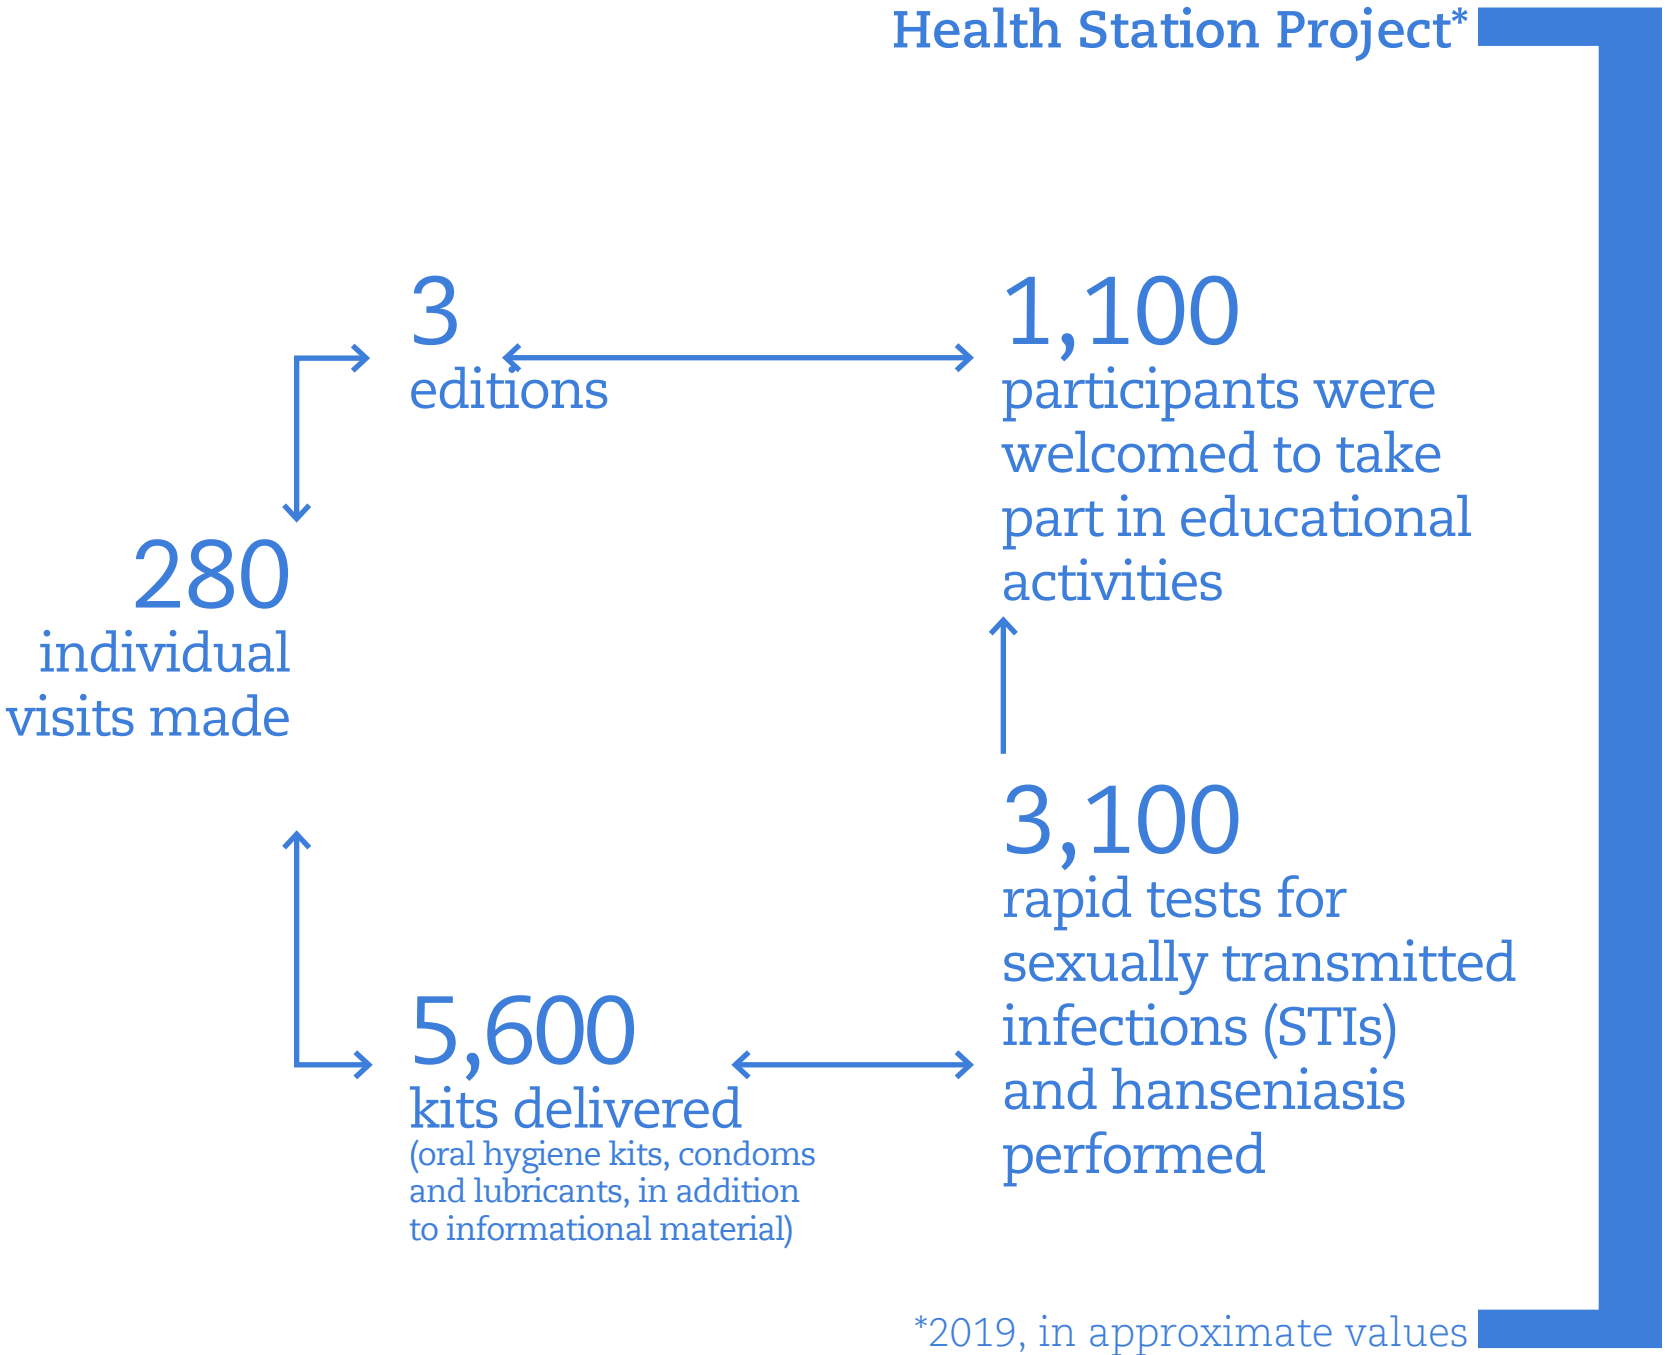 Health Station Project*
3
editions
1,100
participants were
welcomed to take
part in educational
activities
280
individual
visits made
3,100
rapid tests for
sexually transmitted
infections (STIs)
and hanseniasis
performed
5,600
kits delivered
(oral hygiene kits, condoms
and lubricants, in addition
to informational material)
*2019, in approximate values